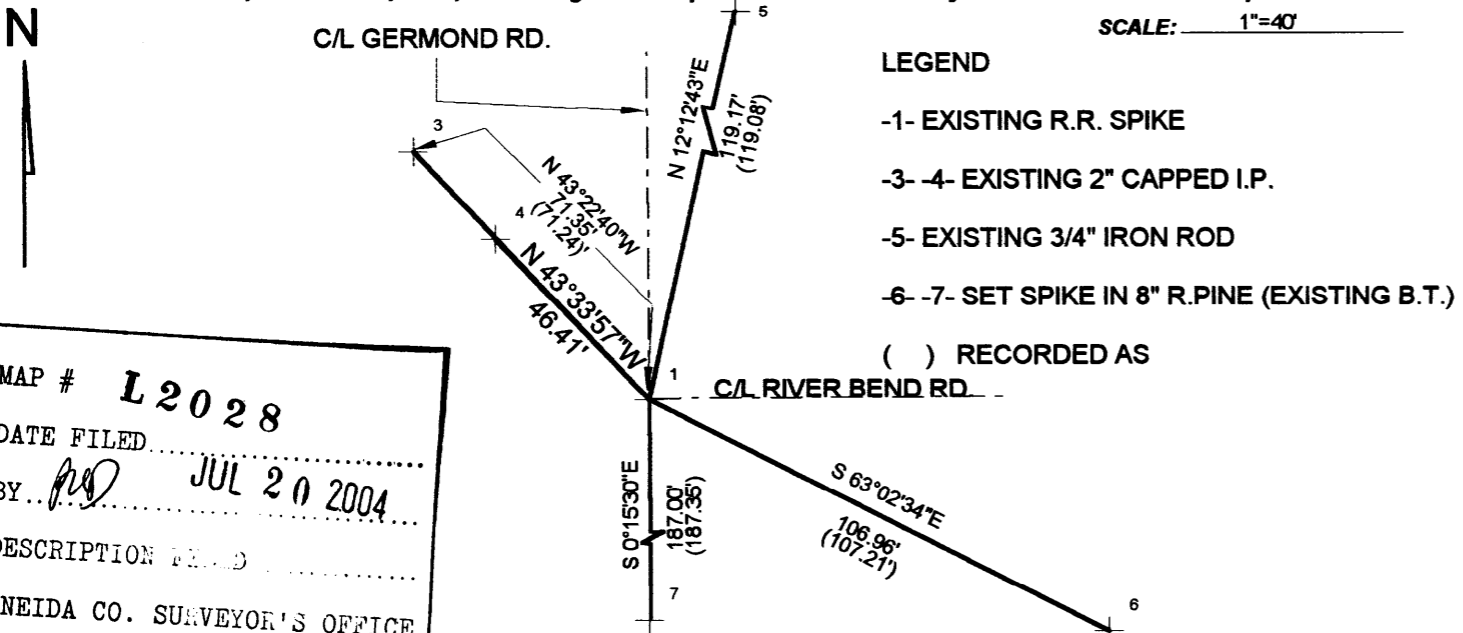 N
C/L GERMOND RD.
5
SCALE: 1"=40'
LEGEND
-1- EXISTING R.R. SPIKE
-3- -4- EXISTING 2" CAPPED I.P.
-5- EXISTING 3/4" IRON ROD
-6- -7- SET SPIKE IN 8" R.PINE (EXISTING B.T.)
( ) RECORDED AS
N 12°12'43"E
119.17'
(119.08')
3
N 43°22'40"W
71.35'
(71.24)'
4
N 43°33'57"W
46.41'
1
C/L RIVER BEND RD.
S 0°15'30"E
187.00'
(187.35')
7
S 63°02'34"E
106.96'
(107.21')
6
MAP # L2028
DATE FILED
BY JUL 20 2004
DESCRIPTION
NEIDA CO. SURVEYOR'S OFFICE